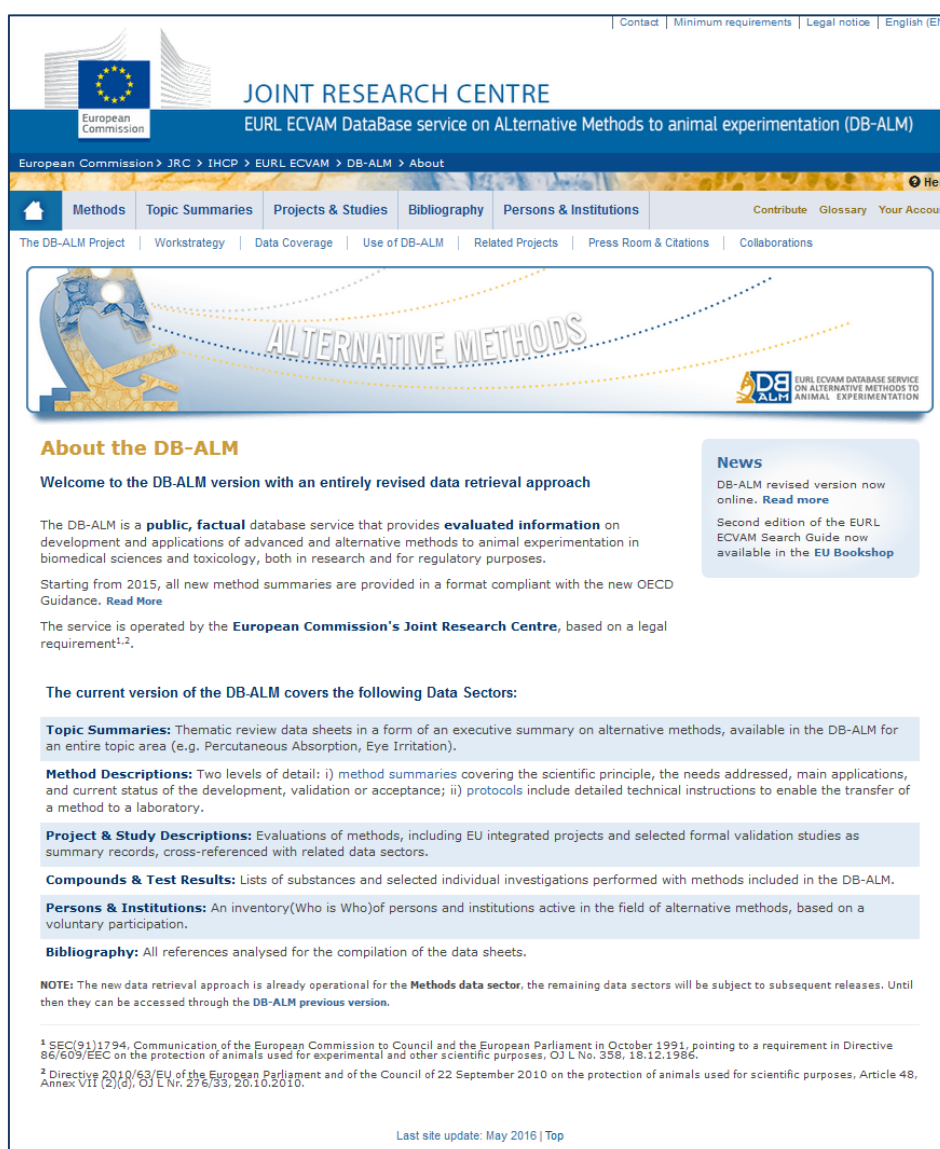 Contact | Minimum requirements | Legal notice | English (EN
European
Commission
JOINT RESEARCH CENTRE
EURL ECVAM DataBase service on ALternative Methods to animal experimentation (DB-ALM)
European Commission > JRC > IHCP > EURL ECVAM > DB-ALM > About
He
Methods Topic Summaries Projects & Studies Bibliography Persons & Institutions Contribute Glossary Your Accou
The DB-ALM Project | Workstrategy | Data Coverage | Use of DB-ALM | Related Projects | Press Room & Citations | Collaborations
ALTERNATIVE METHODS
DB
ALM
EURL ECVAM DATABASE SERVICE
ON ALTERNATIVE METHODS TO
ANIMAL EXPERIMENTATION
About the DB-ALM
Welcome to the DB-ALM version with an entirely revised data retrieval approach
The DB-ALM is a public, factual database service that provides evaluated information on
development and applications of advanced and alternative methods to animal experimentation in
biomedical sciences and toxicology, both in research and for regulatory purposes.
Starting from 2015, all new method summaries are provided in a format compliant with the new OECD
Guidance. Read More
The service is operated by the European Commission's Joint Research Centre, based on a legal
requirement1,2.
News
DB-ALM revised version now
online. Read more
Second edition of the EURL
ECVAM Search Guide now
available in the EU Bookshop
The current version of the DB-ALM covers the following Data Sectors:
Topic Summaries: Thematic review data sheets in a form of an executive summary on alternative methods, available in the DB-ALM for
an entire topic area (e.g. Percutaneous Absorption, Eye Irritation).
Method Descriptions: Two levels of detail: i) method summaries covering the scientific principle, the needs addressed, main applications,
and current status of the development, validation or acceptance; ii) protocols include detailed technical instructions to enable the transfer of
a method to a laboratory.
Project & Study Descriptions: Evaluations of methods, including EU integrated projects and selected formal validation studies as
summary records, cross-referenced with related data sectors.
Compounds & Test Results: Lists of substances and selected individual investigations performed with methods included in the DB-ALM.
Persons & Institutions: An inventory(Who is Who)of persons and institutions active in the field of alternative methods, based on a
voluntary participation.
Bibliography: All references analysed for the compilation of the data sheets.
NOTE: The new data retrieval approach is already operational for the Methods data sector, the remaining data sectors will be subject to subsequent releases. Until
then they can be accessed through the DB-ALM previous version.
1 SEC(91)1794, Communication of the European Commission to Council and the European Parliament in October 1991, pointing to a requirement in Directive
86/609/EEC on the protection of animals used for experimental and other scientific purposes, OJ L No. 358, 18.12.1986.
2 Directive 2010/63/EU of the European Parliament and of the Council of 22 September 2010 on the protection of animals used for scientific purposes, Article 48,
Annex VII (2)(d), OJ L Nr. 276/33, 20.10.2010.
Last site update: May 2016 | Top